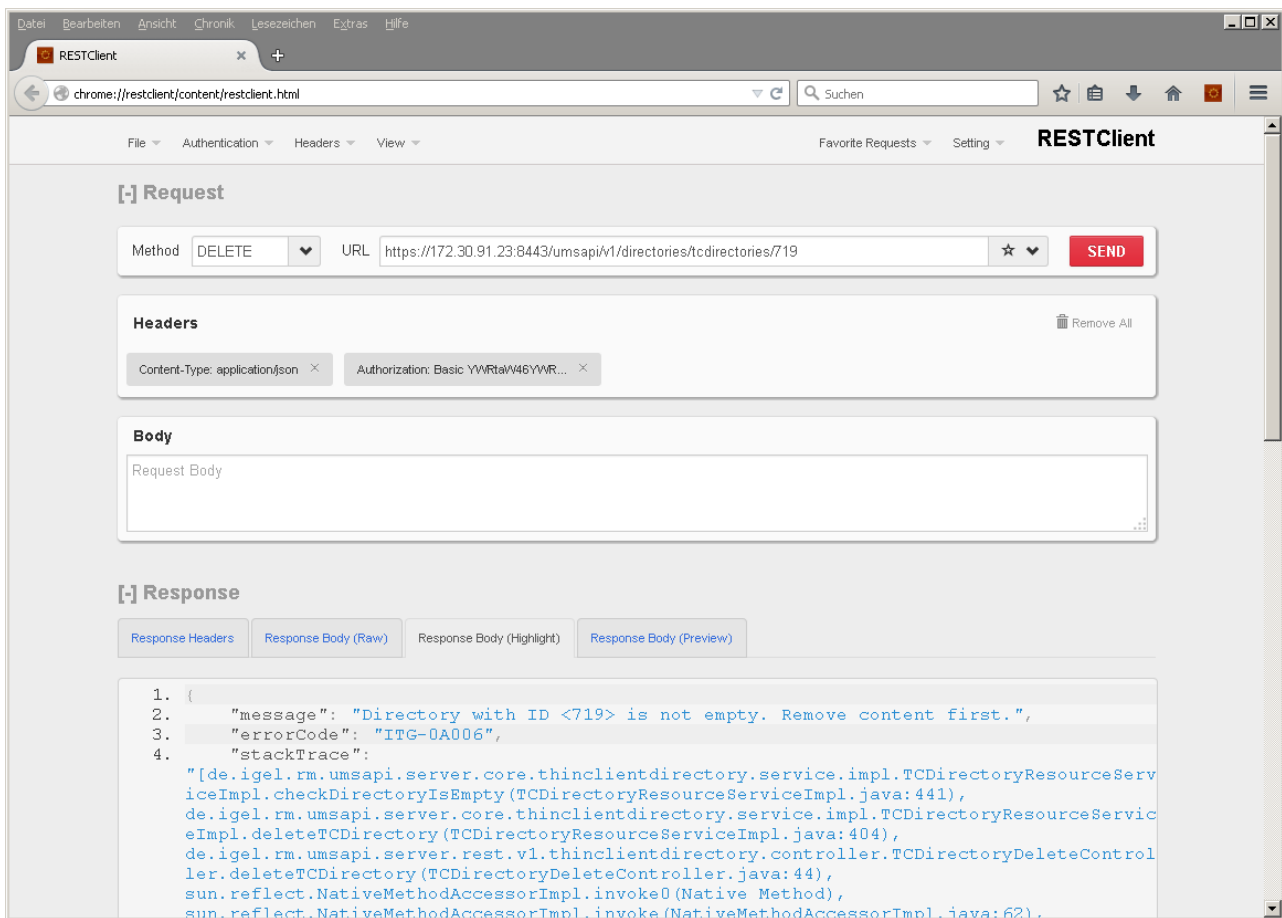 Datei Bearbeiten Ansicht Chronik Lesezeichen Extras Hilfe
RESTClient
chrome://restclient/content/restclient.html
Suchen
File Authentication Headers View Favorite Requests Setting RESTClient
[-] Request
Method DELETE URL https://172.30.91.23:8443/umsapi/v1/directories/tcdirectories/719 SEND
Headers Remove All
Content-Type: application/json Authorization: Basic YWRtaW46YWR...
Body
Request Body
[-] Response
Response Headers Response Body (Raw) Response Body (Highlight) Response Body (Preview)
1. {
2. "message": "Directory with ID <719> is not empty. Remove content first.",
3. "errorCode": "ITG-0A006",
4. "stackTrace":
"[de.igel.rm.umsapi.server.core.thinclientdirectory.service.impl.TCDirectoryResourceServ
iceImpl.checkDirectoryIsEmpty(TCDirectoryResourceServiceImpl.java:441),
de.igel.rm.umsapi.server.core.thinclientdirectory.service.impl.TCDirectoryResourceServic
eImpl.deleteTCDirectory(TCDirectoryResourceServiceImpl.java:404),
de.igel.rm.umsapi.server.rest.v1.thinclientdirectory.controller.TCDirectoryDeleteControl
ler.deleteTCDirectory(TCDirectoryDeleteController.java:44),
sun.reflect.NativeMethodAccessorImpl.invoke0(Native Method),
sun.reflect.NativeMethodAccessorImpl.invoke(NativeMethodAccessorImpl.java:62),